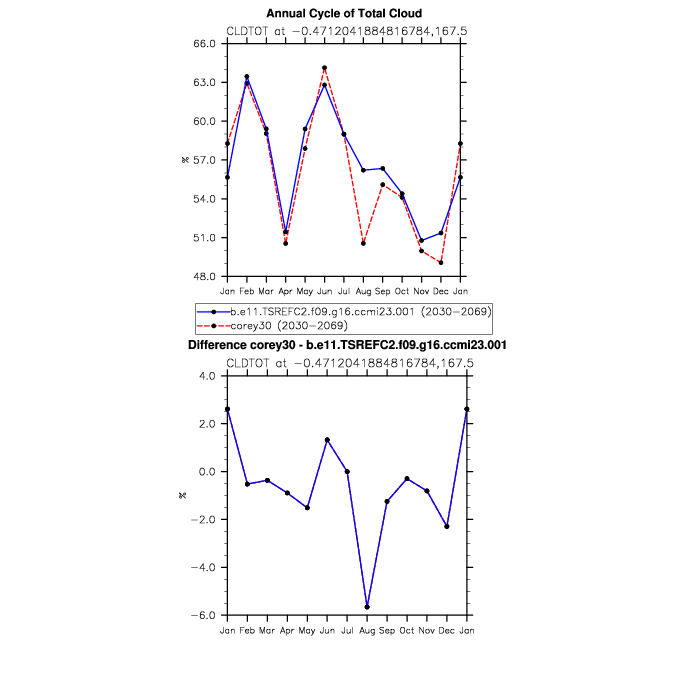 Annual Cycle of Total Cloud
CLDTOT at −0.4712041884816784,167.5
66.0
63.0
60.0
57.0
54.0
51.0
48.0
%
Jan Feb Mar Apr May Jun Jul Aug Sep Oct Nov Dec Jan
b.e11.TSREFC2.f09.g16.ccmi23.001 (2030−2069)
corey30 (2030−2069)
Difference corey30 - b.e11.TSREFC2.f09.g16.ccmi23.001
CLDTOT at −0.4712041884816784,167.5
4.0
2.0
0.0
−2.0
−4.0
−6.0
%
Jan Feb Mar Apr May Jun Jul Aug Sep Oct Nov Dec Jan